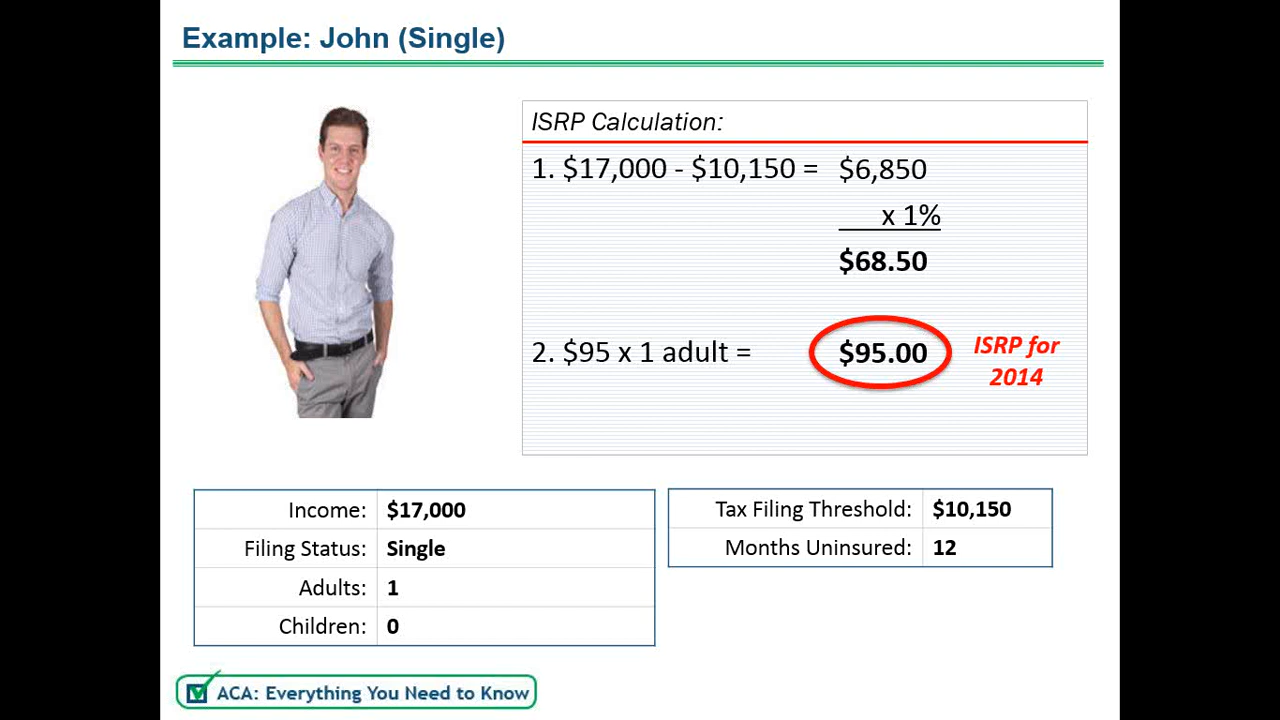 Example: John (Single)
ISRP Calculation:
1. $17,000 - $10,150 = $6,850
x 1%
$68.50
2. $95 x 1 adult = $95.00
ISRP for
2014
Income: $17,000
Filing Status: Single
Adults: 1
Children: 0
Tax Filing Threshold: $10,150
Months Uninsured: 12
ACA: Everything You Need to Know